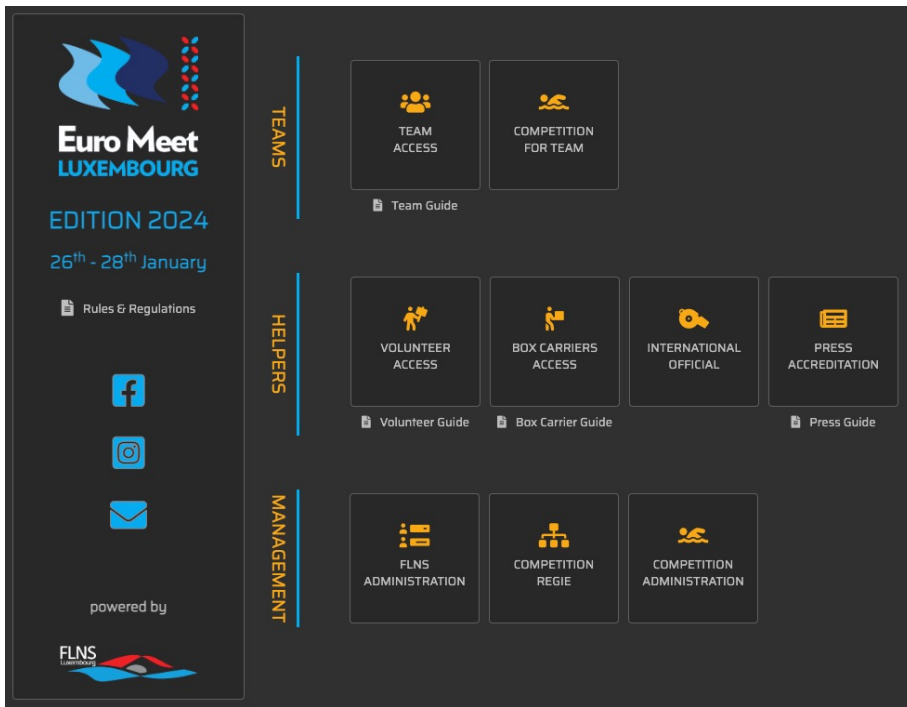 Euro Meet
LUXEMBOURG
EDITION 2024
26th - 28th January
Rules & Regulations
powered by
FLNS
Luxembourg
TEAMS
TEAM
ACCESS
Team Guide
COMPETITION
FOR TEAM
HELPERS
VOLUNTEER
ACCESS
Volunteer Guide
BOX CARRIERS
ACCESS
Box Carrier Guide
INTERNATIONAL
OFFICIAL
PRESS
ACCREDITATION
Press Guide
MANAGEMENT
FLNS
ADMINISTRATION
COMPETITION
REGIE
COMPETITION
ADMINISTRATION